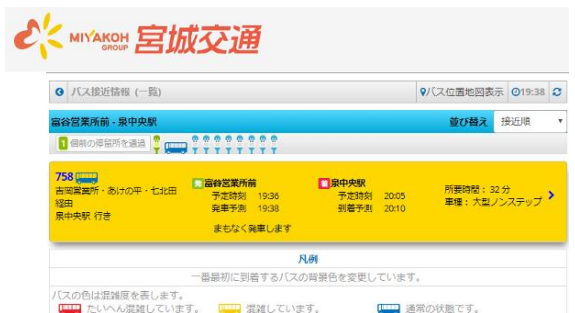 MIYAKOH GROUP 宮城交通
バス接近情報 (一覧) バス位置地図表示 19:38
富谷営業所前 - 泉中央駅 並び替え 接近順
1 個前の停留所を通過
758
吉岡営業所・あけの平・七北田
経由
泉中央駅 行き
発 富谷営業所前
予定時刻 19:36
発車予測 19:38
まもなく発車します
泉中央駅
予定時刻 20:05
到着予測 20:10
所要時間: 32 分
車種: 大型ノンステップ
凡例
一番最初に到着するバスの背景色を変更しています。
バスの色は混雑度を表します。
たいへん混雑しています。 混雑しています。 通常の状態です。